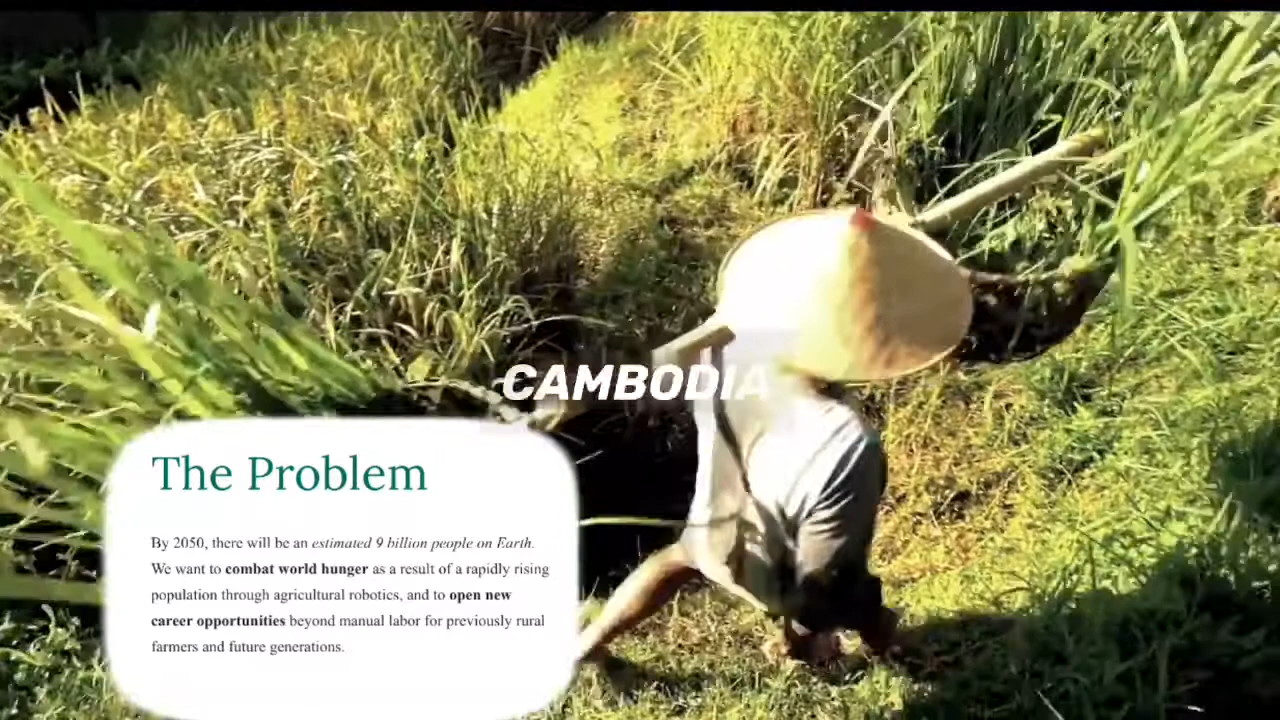 CAMBODIA
The Problem
By 2050, there will be an estimated 9 billion people on Earth.
We want to combat world hunger as a result of a rapidly rising
population through agricultural robotics, and to open new
career opportunities beyond manual labor for previously rural
farmers and future generations.